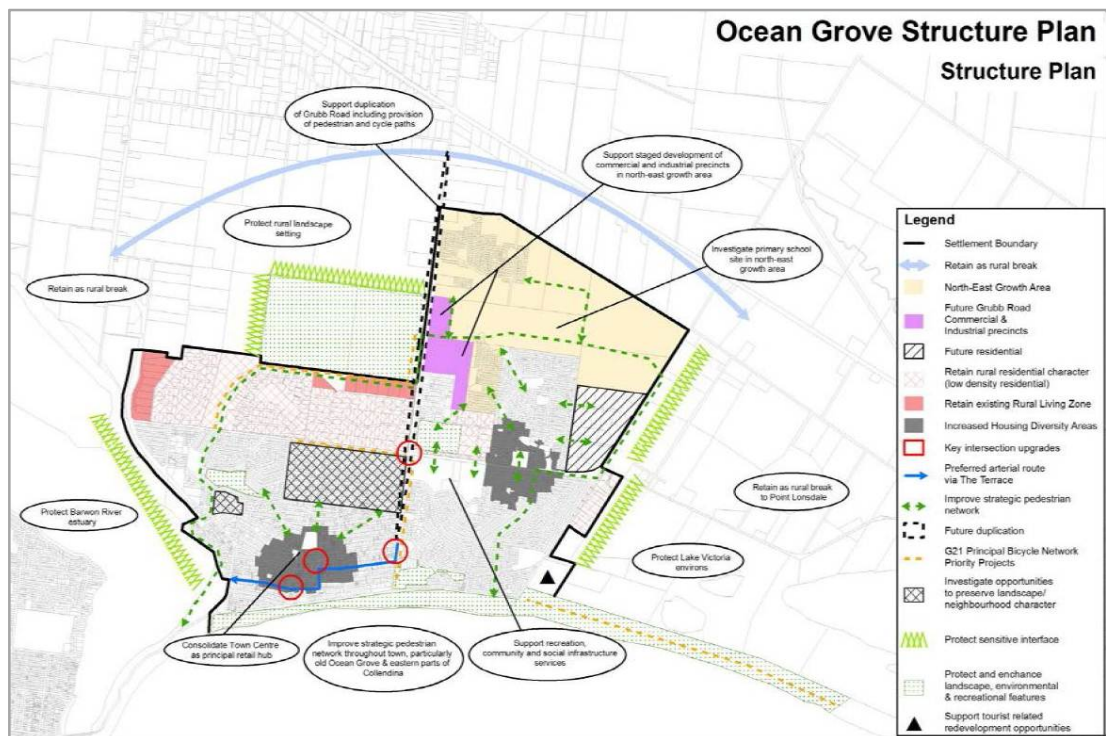 Ocean Grove Structure Plan
Structure Plan
Support duplication
of Grubb Road including provision
of pedestrian and cycle paths
Support staged development of
commercial and industrial precincts
in north-east growth area
Protect rural landscape
setting
Investigate primary school
site in north-east
growth area
Retain as rural break
Protect Barwon River
estuary
Retain as rural break
to Point Lonsdale
Protect Lake Victoria
environs
Consolidate Town Centre
as principal retail hub
Improve strategic pedestrian
network throughout town, particularly
old Ocean Grove & eastern parts of
Collendina
Support recreation,
community and social infrastructure
services
Legend
Settlement Boundary
Retain as rural break
North-East Growth Area
Future Grubb Road
Commercial &
Industrial precincts
Future residential
Retain rural residential character
(low density residential)
Retain existing Rural Living Zone
Increased Housing Diversity Areas
Key intersection upgrades
Preferred arterial route
via The Terrace
Improve strategic pedestrian
network
Future duplication
G21 Principal Bicycle Network
Priority Projects
Investigate opportunities
to preserve landscape/
neighbourhood character
Protect sensitive interface
Protect and enchance
landscape, environmental
& recreational features
Support tourist related
redevelopment opportunities